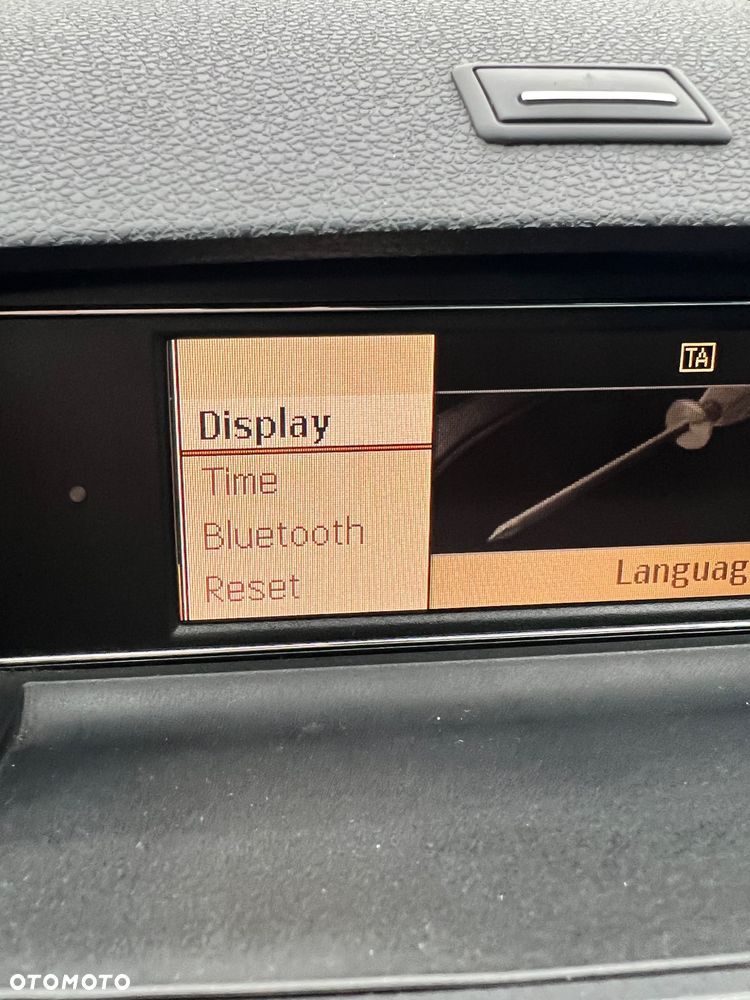 TA
Display
Time
Bluetooth
Reset
Languag
OTOMOTO